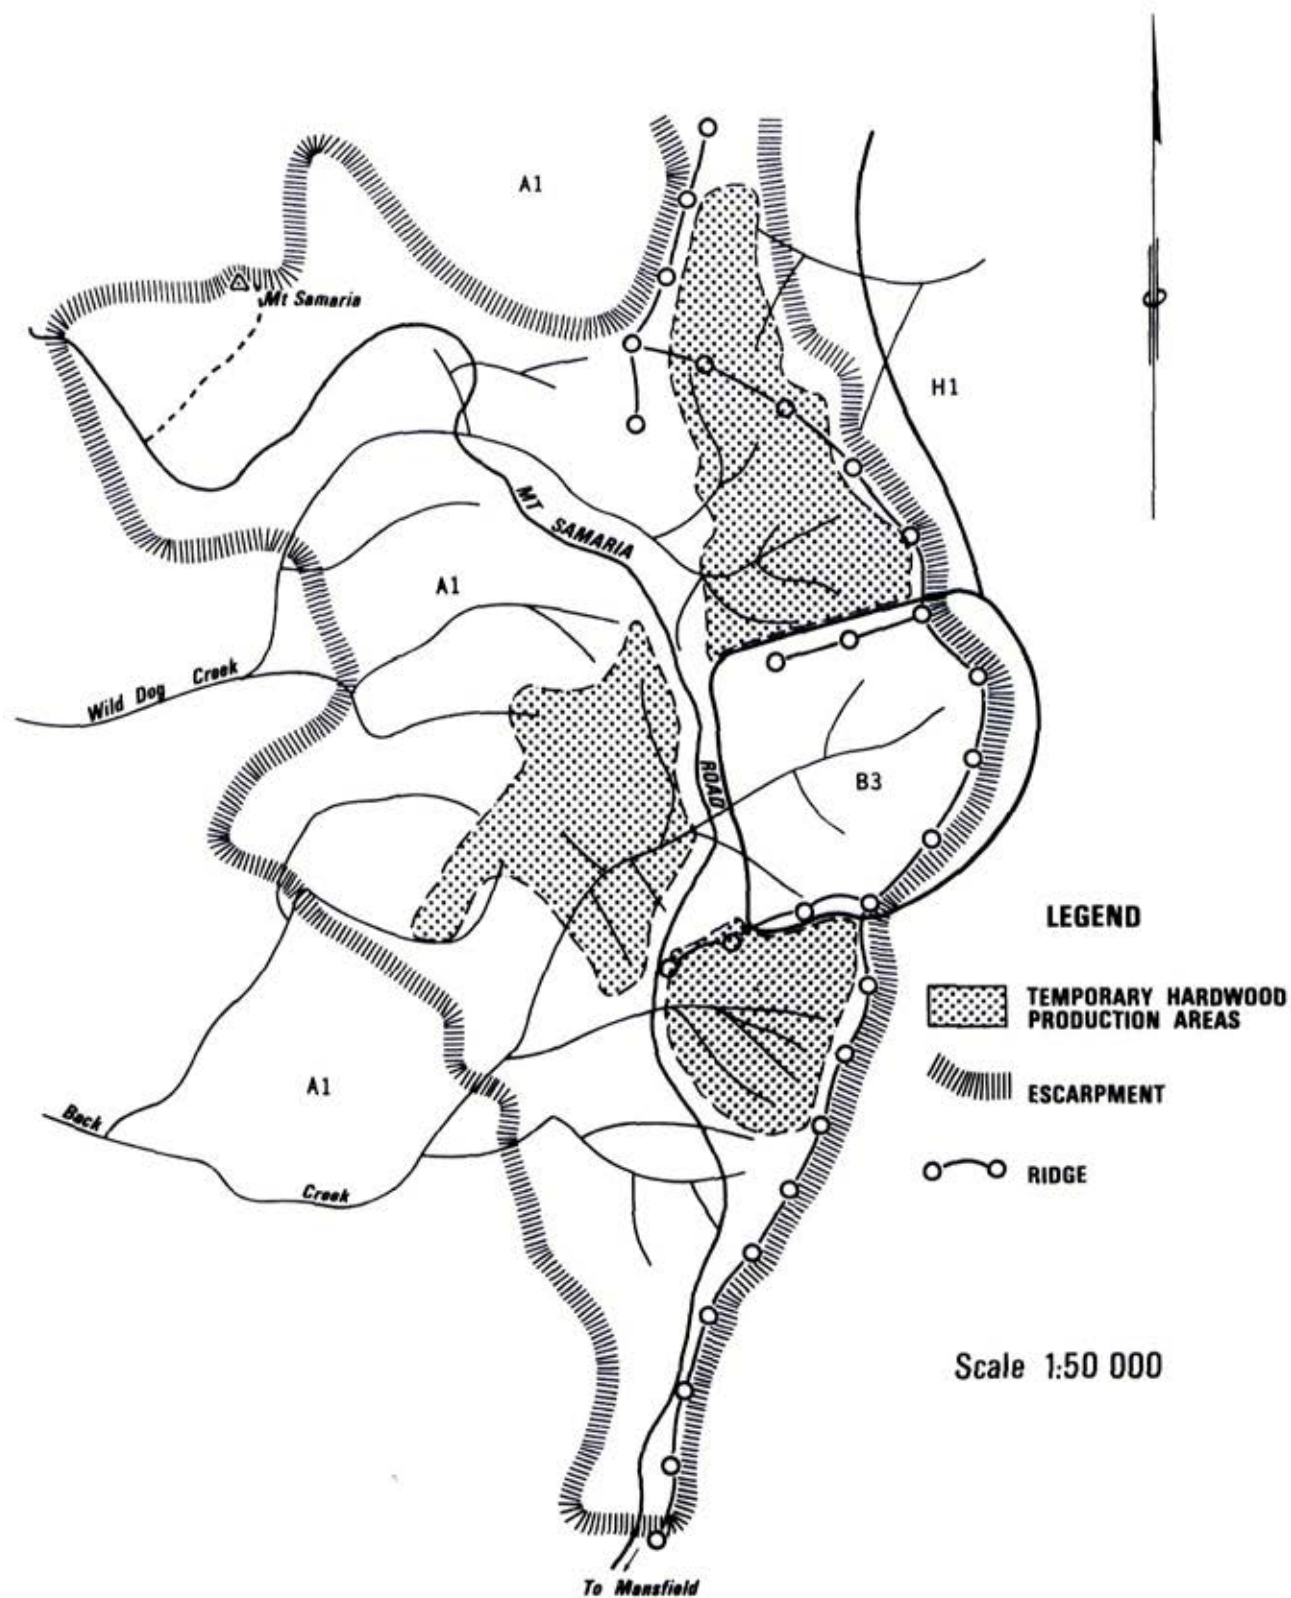 A1
Mt Samaria
H1
MT SAMARIA
A1
Wild Dog Creek
ROAD
B3
LEGEND
TEMPORARY HARDWOOD
PRODUCTION AREAS
ESCARPMENT
A1
Back
Creek
RIDGE
Scale 1:50 000
To Mansfield